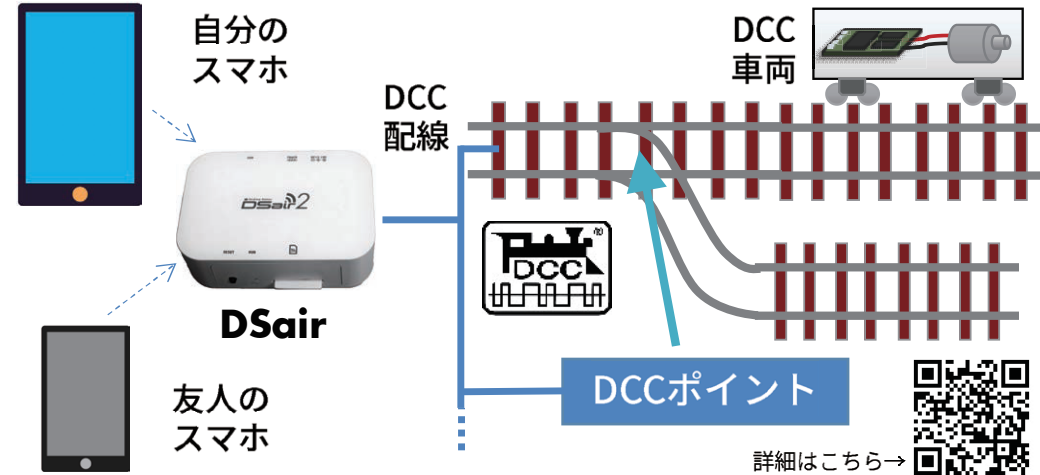 自分の
スマホ
DCC
配線
DCC
車両
DSair2
DSair
DCC
友人の
スマホ
DCCポイント
詳細はこちら→